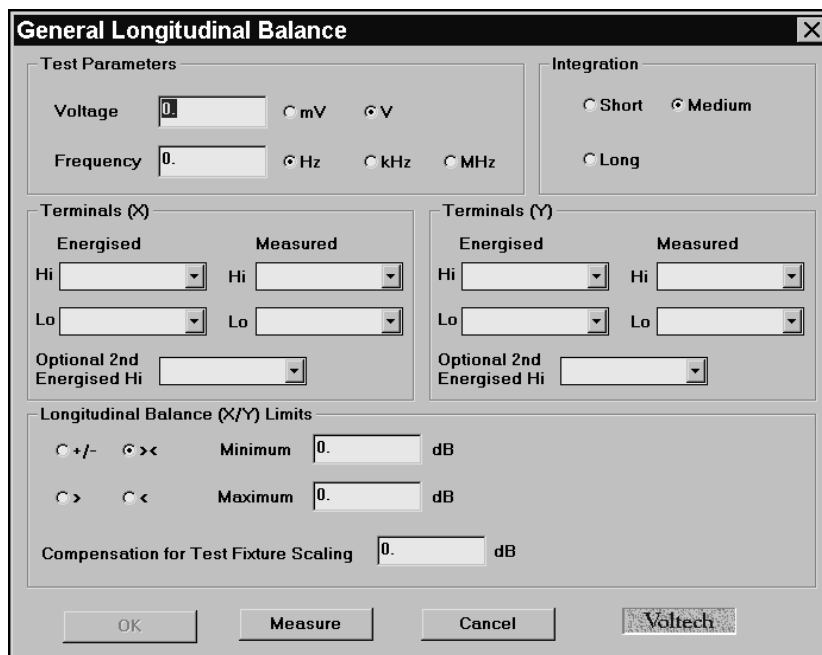 General Longitudinal Balance
Test Parameters
Voltage 0. mV V
Frequency 0. Hz kHz MHz
Integration
Short Medium
Long
Terminals (X)
Energised Measured
Hi Hi
Lo Lo
Optional 2nd
Energised Hi
Terminals (Y)
Energised Measured
Hi Hi
Lo Lo
Optional 2nd
Energised Hi
Longitudinal Balance (X/Y) Limits
+/- >< Minimum 0. dB
> < Maximum 0. dB
Compensation for Test Fixture Scaling 0. dB
OK Measure Cancel Voltech